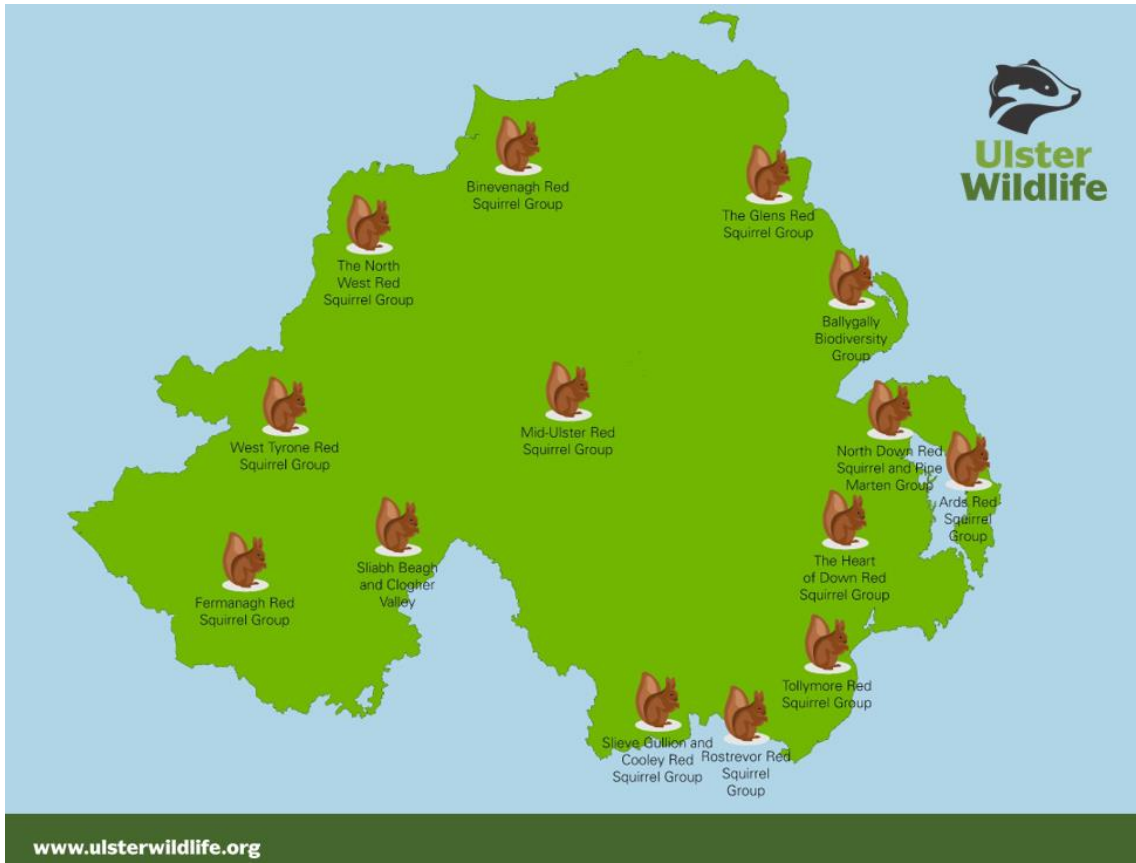 Ulster
Wildlife
Binevenagh Red
Squirrel Group
The Glens Red
Squirrel Group
The North
West Red
Squirrel Group
Ballygally
Biodiversity
Group
West Tyrone Red
Squirrel Group
Mid-Ulster Red
Squirrel Group
North Down Red
Squirrel and Pine
Marten Group
Ards Red
Squirrel
Group
Sliabh Beagh
and Clogher
Valley
The Heart
of Down Red
Squirrel Group
Fermanagh Red
Squirrel Group
Tollymore Red
Squirrel Group
Slieve Gullion and
Cooley Red
Squirrel Group
Rostrevor Red
Squirrel
Group
www.ulsterwildlife.org